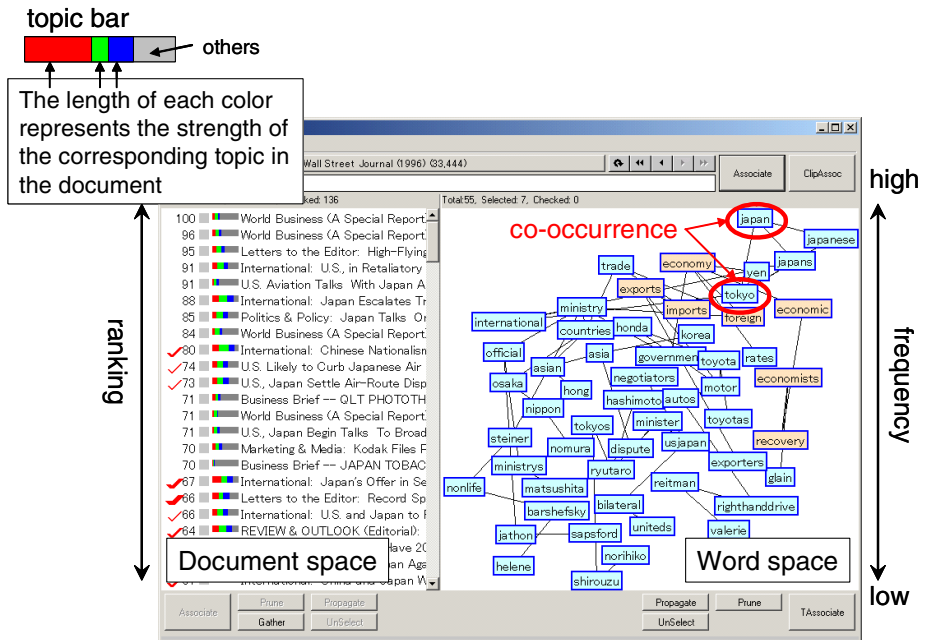 topic bar
others
The length of each color
represents the strength of
the corresponding topic in
the document
Wall Street Journal (1996) (33,444)
Associate
ClipAssoc
136
Total:55, Selected: 7, Checked: 0
high
ranking
frequency
low
100 World Business (A Special Report
96 World Business (A Special Report
95 Letters to the Editor: High-Flying
91 International: U.S., in Retaliatory
91 U.S. Aviation Talks With Japan A
88 International: Japan Escalates Tr
85 Politics & Policy: Japan Talks On
84 World Business (A Special Report
80 International: Chinese Nationalism
74 U.S. Likely to Curb Japanese Air
73 U.S., Japan Settle Air-Route Disp
71 Business Brief -- QLT PHOTOTH
71 World Business (A Special Report
71 U.S., Japan Begin Talks To Broad
70 Marketing & Media: Kodak Files F
70 Business Brief -- JAPAN TOBAC
67 International: Japan's Offer in Se
66 Letters to the Editor: Record Sp
66 International: U.S. and Japan to
64 REVIEW & OUTLOOK (Editorial):
Have 20
International: China and Japan W
Document space
co-occurrence
japan
japanese
japans
yen
economy
trade
exports
tokyo
imports
foreign
economic
ministry
international
countries
honda
korea
official
asia
asian
government
toyota
rates
osaka
hong
negotiators
motor
economists
nippon
hashimoto
autos
toyotas
tokyos
minister
steiner
nomura
dispute
usjapan
recovery
ministrys
ryutaro
exporters
glain
nonlife
matsushita
reitman
barshefsky
bilateral
righthanddrive
jathon
sapsford
uniteds
valerie
helene
norihiko
shirouzu
Word space
Associate
Prune
Propagate
Gather
UnSelect
Propagate
Prune
UnSelect
TAssociate